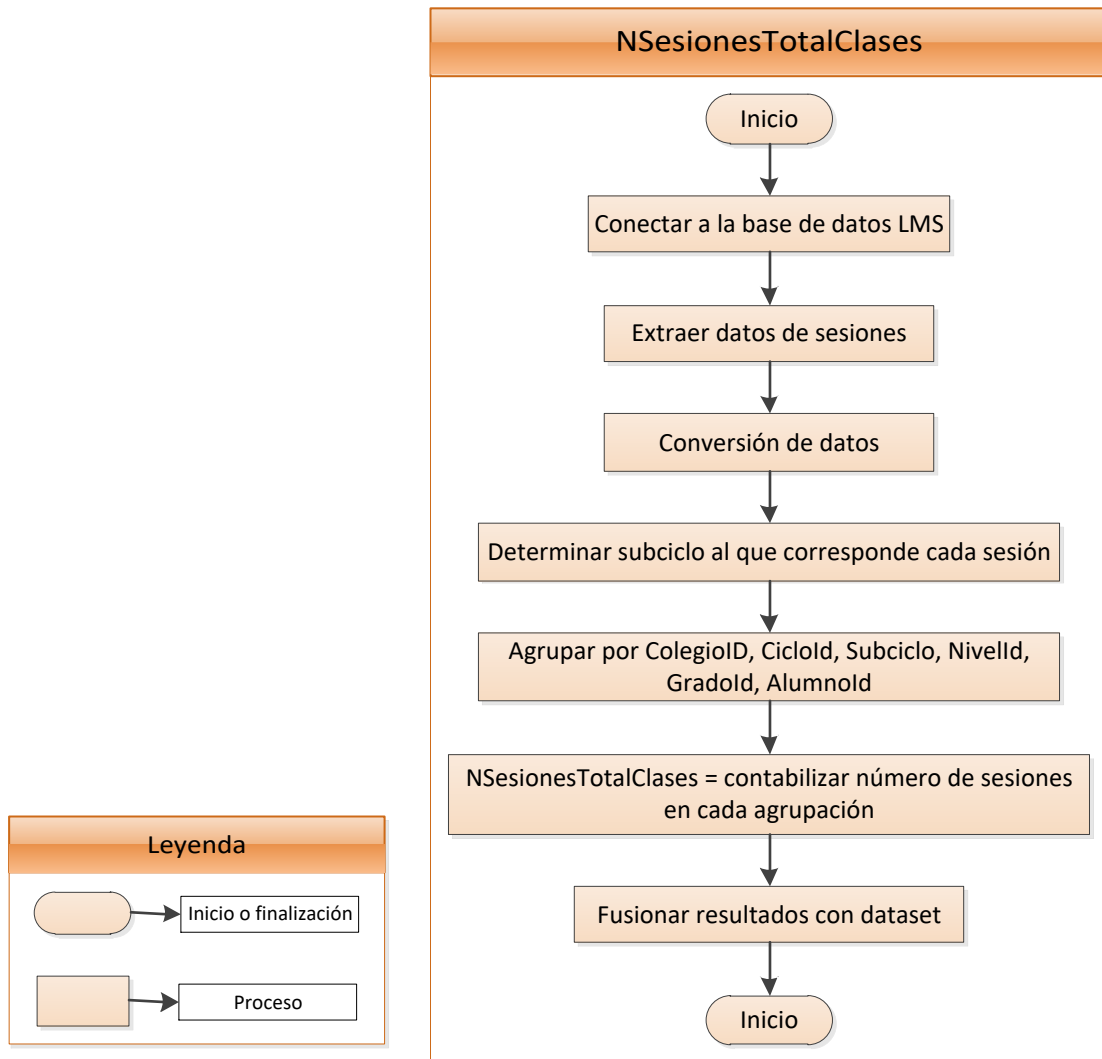 NSesionesTotalClases
Inicio
Conectar a la base de datos LMS
Extraer datos de sesiones
Conversión de datos
Determinar subciclo al que corresponde cada sesión
Agrupar por ColegioID, CicloId, Subciclo, NivelId,
GradoId, AlumnoId
NSesionesTotalClases = contabilizar número de sesiones
en cada agrupación
Fusionar resultados con dataset
Inicio
Leyenda
Inicio o finalización
Proceso